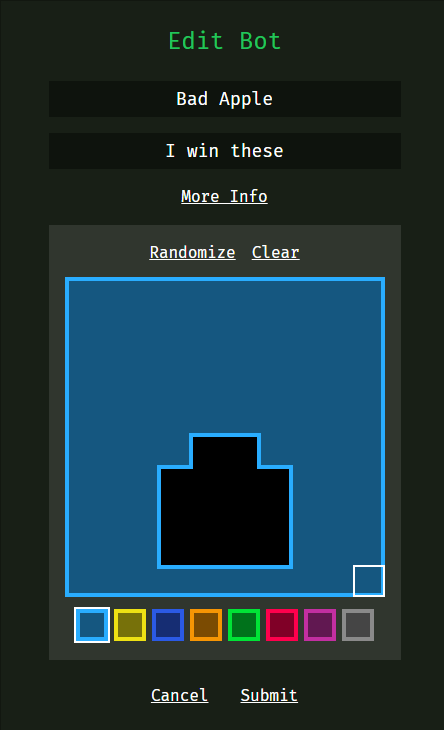 Edit Bot
Bad Apple
I win these
More Info
Randomize Clear
Cancel Submit